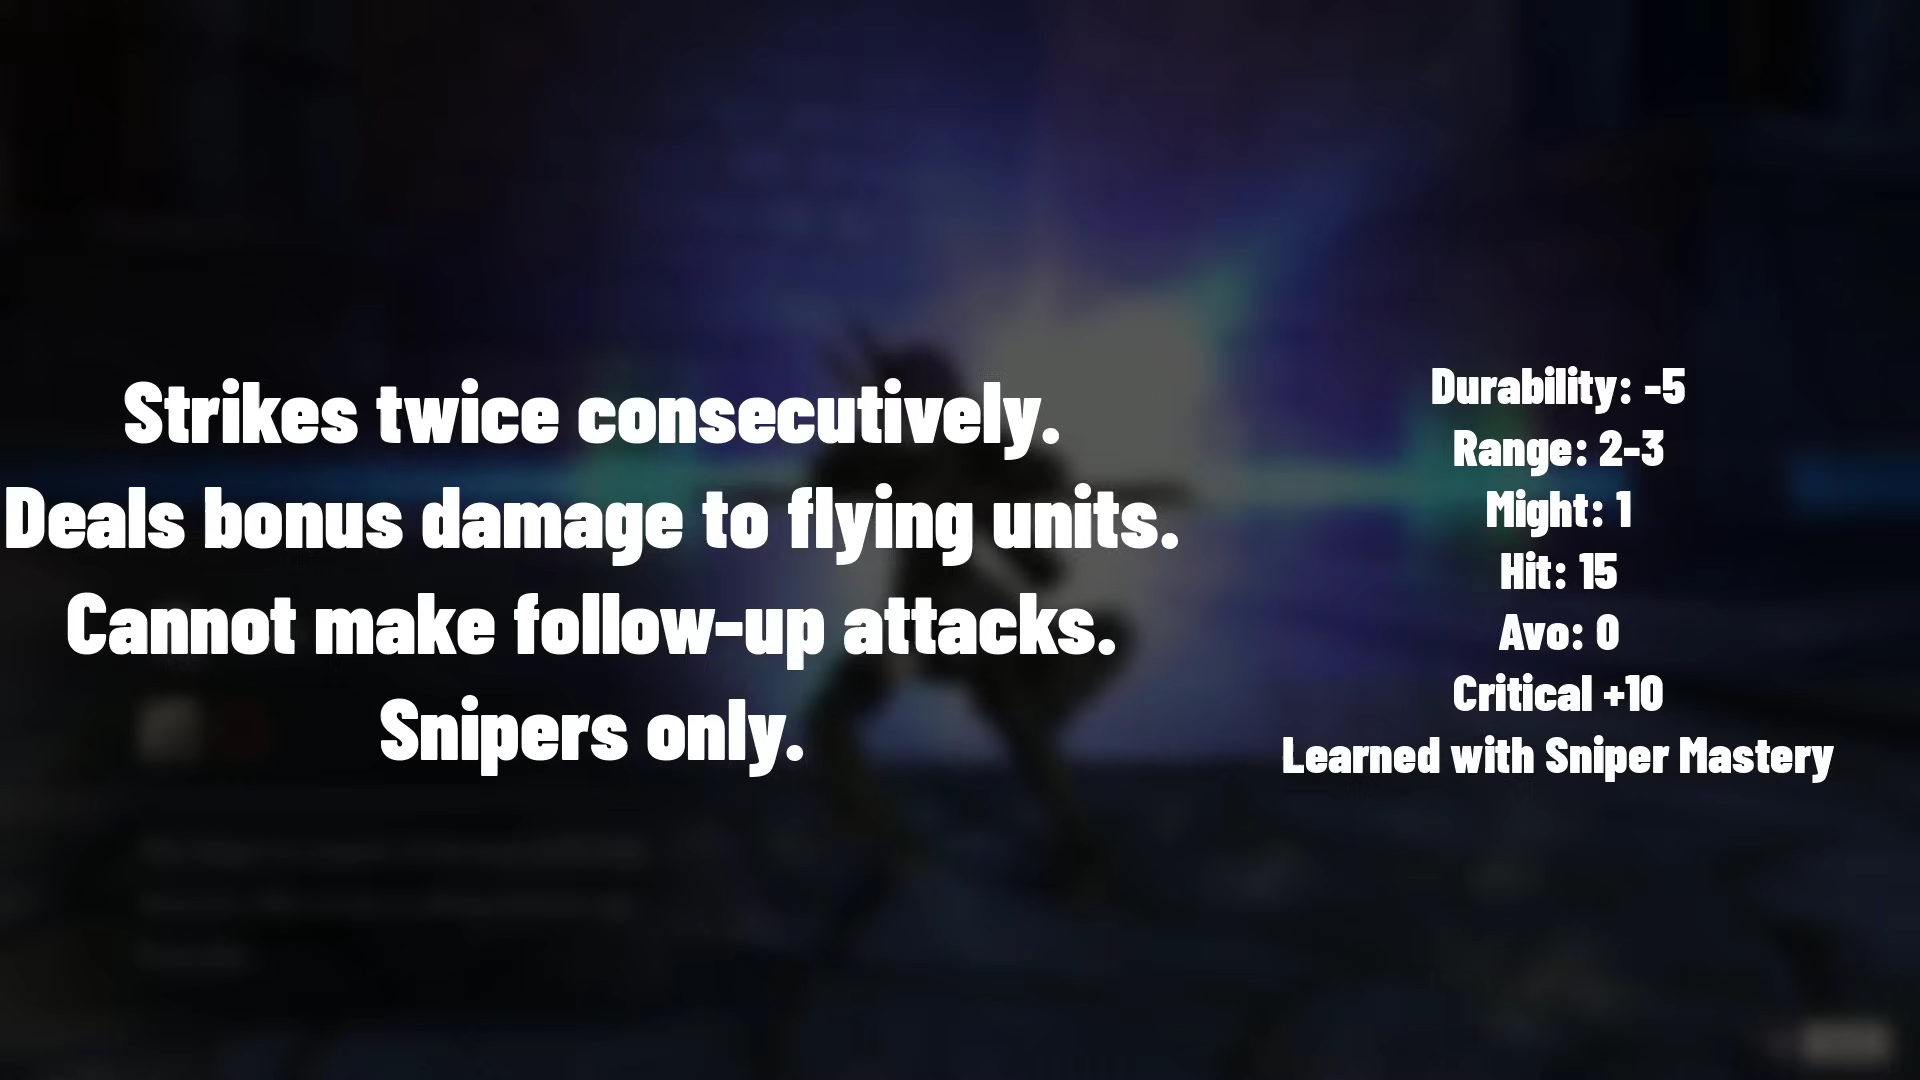 Strikes twice consecutively.
Deals bonus damage to flying units.
Cannot make follow-up attacks.
Snipers only.
Durability: -5
Range: 2-3
Might: 1
Hit: 15
Avo: 0
Critical +10
Learned with Sniper Mastery